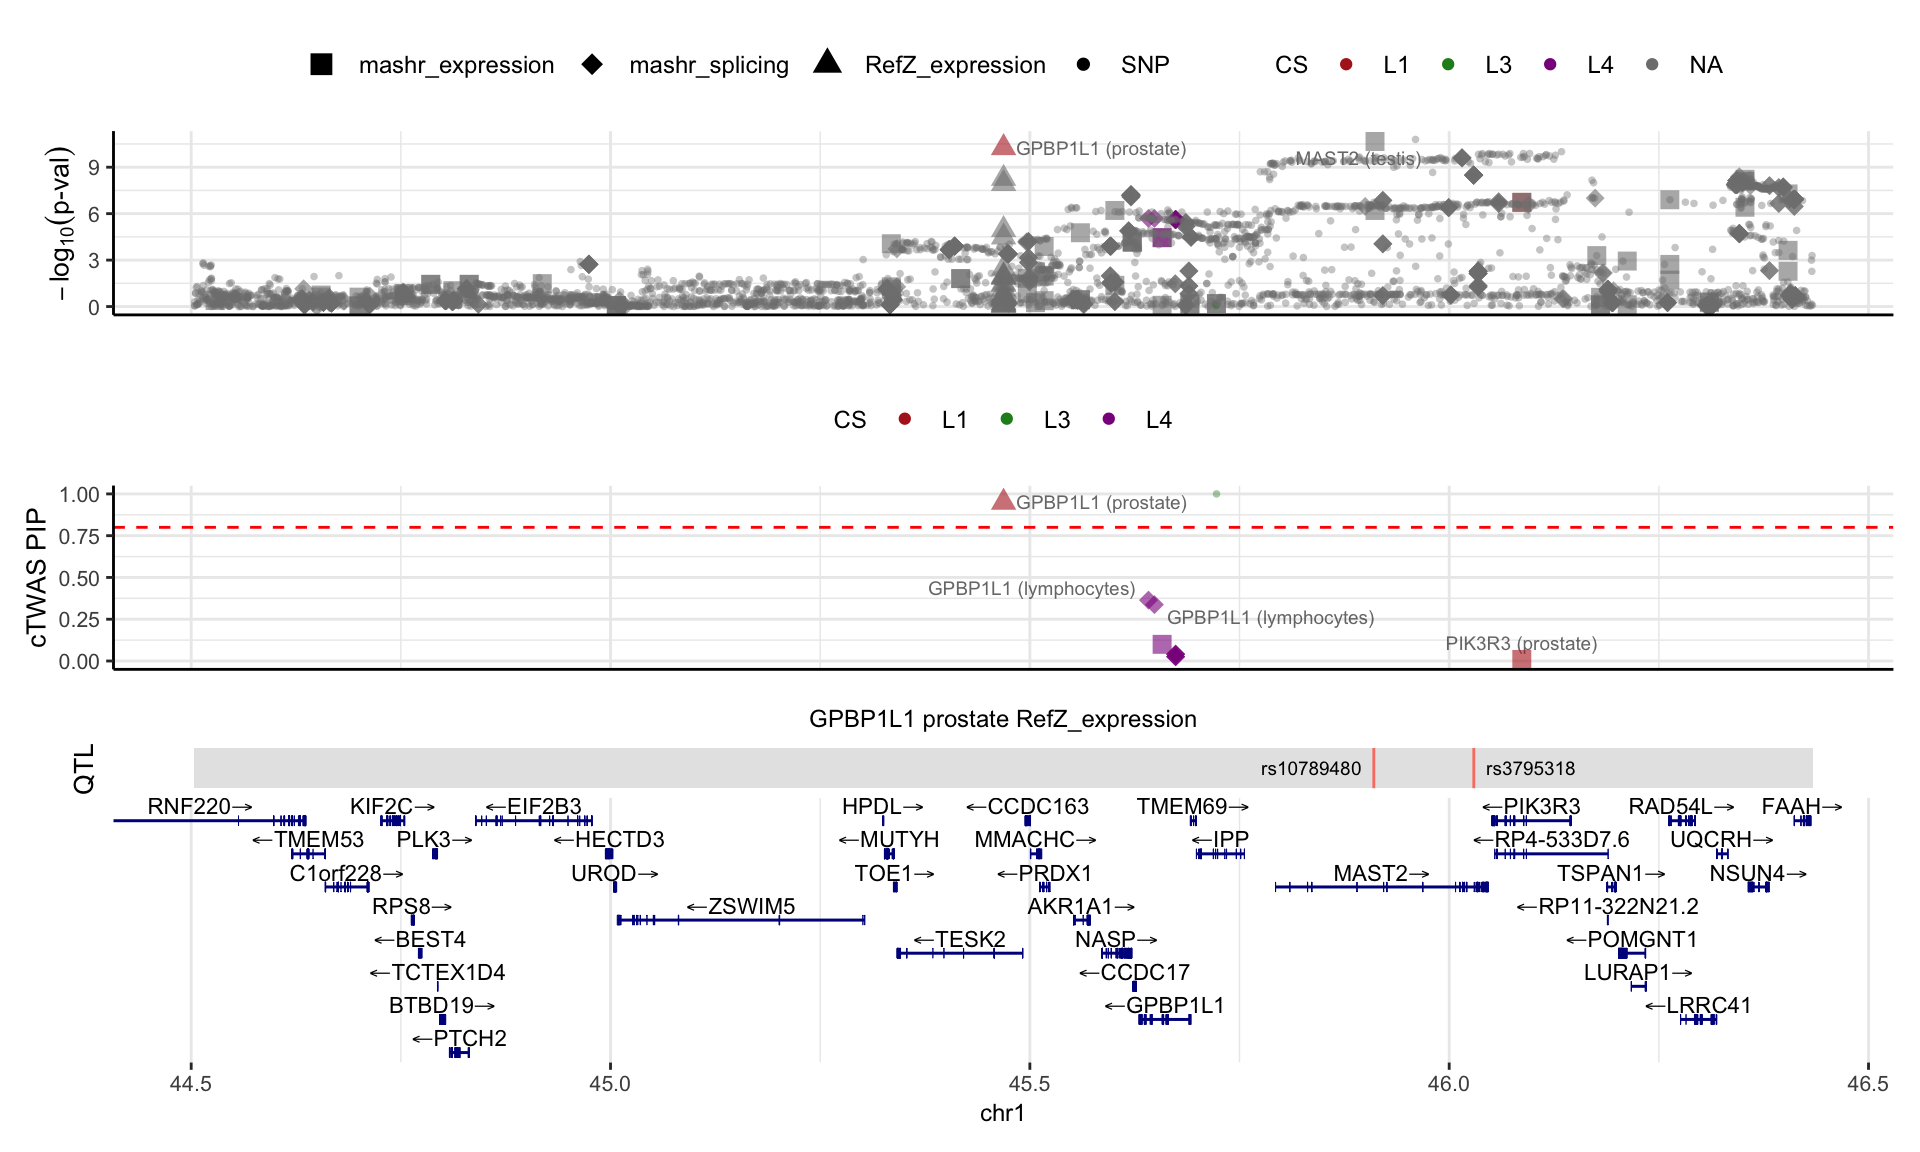 mashr_expression mashr_splicing RefZ_expression SNP CS L1 L3 L4 NA
−log10(p-val)
9
6
3
0
GPBP1L1 (prostate)
MAST2 (testis)
CS L1 L3 L4
cTWAS PIP
1.00
0.75
0.50
0.25
0.00
GPBP1L1 (prostate)
GPBP1L1 (lymphocytes)
GPBP1L1 (lymphocytes)
PIK3R3 (prostate)
GPBP1L1 prostate RefZ_expression
QTL
rs10789480 rs3795318
RNF220→ KIF2C→ ←EIF2B3 HPDL→ ←CCDC163 TMEM69→ ←PIK3R3 RAD54L→ FAAH→
←TMEM53 PLK3→ ←HECTD3 ←MUTYH MMACHC→ ←IPP ←RP4-533D7.6 UQCRH→
C1orf228→ UROD→ TOE1→ ←PRDX1 MAST2→ TSPAN1→ NSUN4→
RPS8→ ←ZSWIM5 AKR1A1→ ←RP11-322N21.2
←BEST4 ←TESK2 NASP→ ←POMGNT1
←TCTEX1D4 ←CCDC17 LURAP1→
BTBD19→ ←GPBP1L1 ←LRRC41
←PTCH2
44.5 45.0 45.5 46.0 46.5
chr1